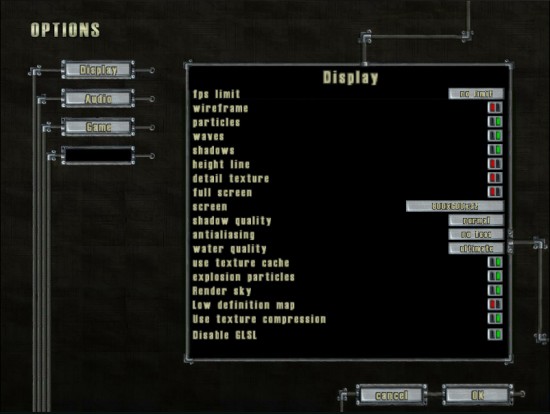 OPTIONS
Display
Audio
Game
Display
fps limit no limit
wireframe
particles
waves
shadows
height line
detail texture
full screen
screen
shadow quality normal
antialiasing
water quality ultimate
use texture cache
explosion particles
Render sky
Low definition map
Use texture compression
Disable GLSL
cancel OK